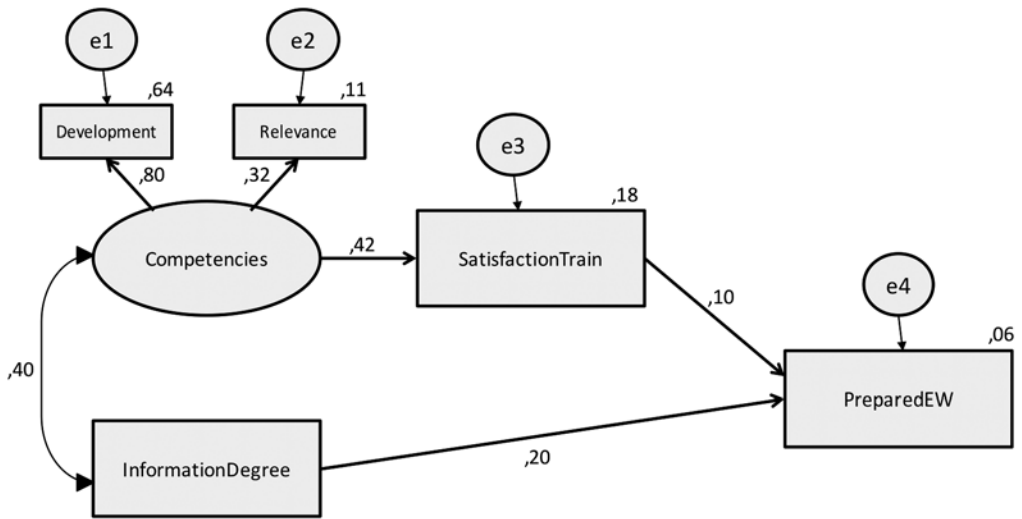 e1
e2
,64
,11
Development
Relevance
e3
,80
,32
,18
Competencies
,42
SatisfactionTrain
e4
,10
,06
,40
PreparedEW
InformationDegree
,20